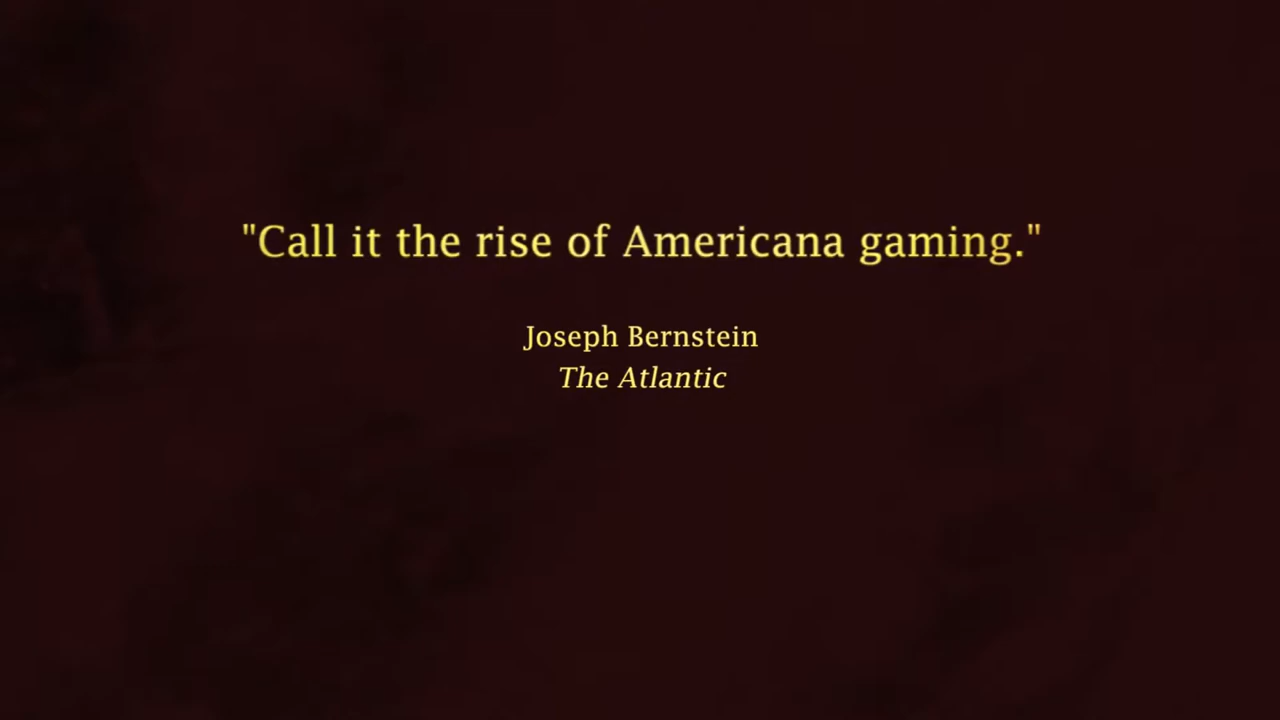 "Call it the rise of Americana gaming."
Joseph Bernstein
The Atlantic